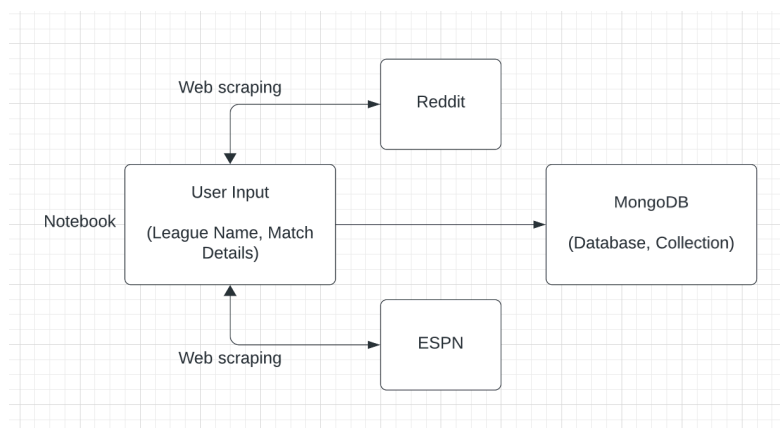 Web scraping
Reddit
User Input
(League Name, Match
Details)
Notebook
MongoDB
(Database, Collection)
ESPN
Web scraping